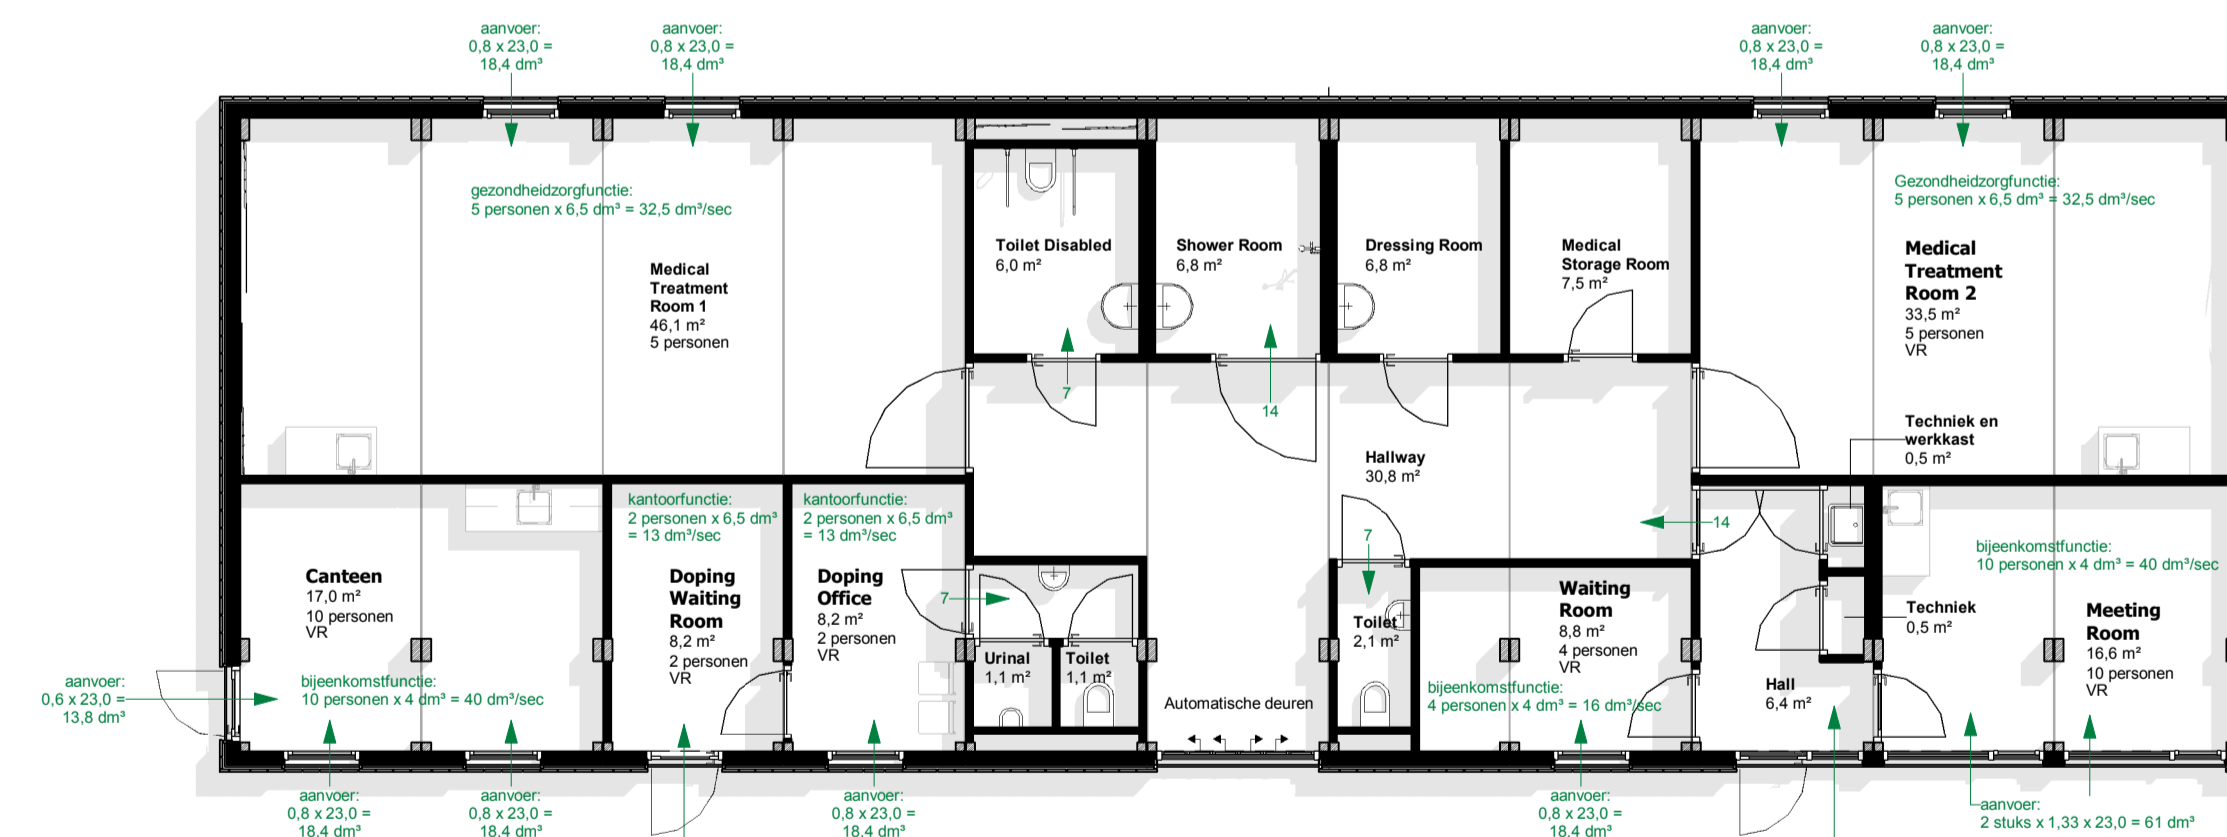 aanvoer:
0,8 x 23,0 =
18,4 dm³
aanvoer:
0,8 x 23,0 =
18,4 dm³
aanvoer:
0,8 x 23,0 =
18,4 dm³
aanvoer:
0,8 x 23,0 =
18,4 dm³
gezondheidzorgfunctie:
5 personen x 6,5 dm³ = 32,5 dm³/sec
Medical
Treatment
Room 1
46,1 m²
5 personen
Toilet Disabled
6,0 m²
7
Shower Room
6,8 m²
14
Dressing Room
6,8 m²
Medical
Storage Room
7,5 m²
Gezondheidzorgfunctie:
5 personen x 6,5 dm³ = 32,5 dm³/sec
Medical
Treatment
Room 2
33,5 m²
5 personen
VR
Techniek en
werkkast
0,5 m²
Hallway
30,8 m²
14
7
kantoorfunctie:
2 personen x 6,5 dm³
= 13 dm³/sec
kantoorfunctie:
2 personen x 6,5 dm³
= 13 dm³/sec
Canteen
17,0 m²
10 personen
VR
bijeenkomstfunctie:
10 personen x 4 dm³ = 40 dm³/sec
aanvoer:
0,6 x 23,0 =
13,8 dm³
Doping
Waiting
Room
8,2 m²
2 personen
VR
Doping
Office
8,2 m²
2 personen
VR
7
Urinal
1,1 m²
Toilet
1,1 m²
Automatische deuren
Toilet
2,1 m²
Waiting
Room
8,8 m²
4 personen
VR
bijeenkomstfunctie:
4 personen x 4 dm³ = 16 dm³/sec
Hall
6,4 m²
Techniek
0,5 m²
bijeenkomstfunctie:
10 personen x 4 dm³ = 40 dm³/sec
Meeting
Room
16,6 m²
10 personen
VR
aanvoer:
0,8 x 23,0 =
18,4 dm³
aanvoer:
0,8 x 23,0 =
18,4 dm³
aanvoer:
0,8 x 23,0 =
18,4 dm³
aanvoer:
0,8 x 23,0 =
18,4 dm³
aanvoer:
2 stuks x 1,33 x 23,0 = 61 dm³